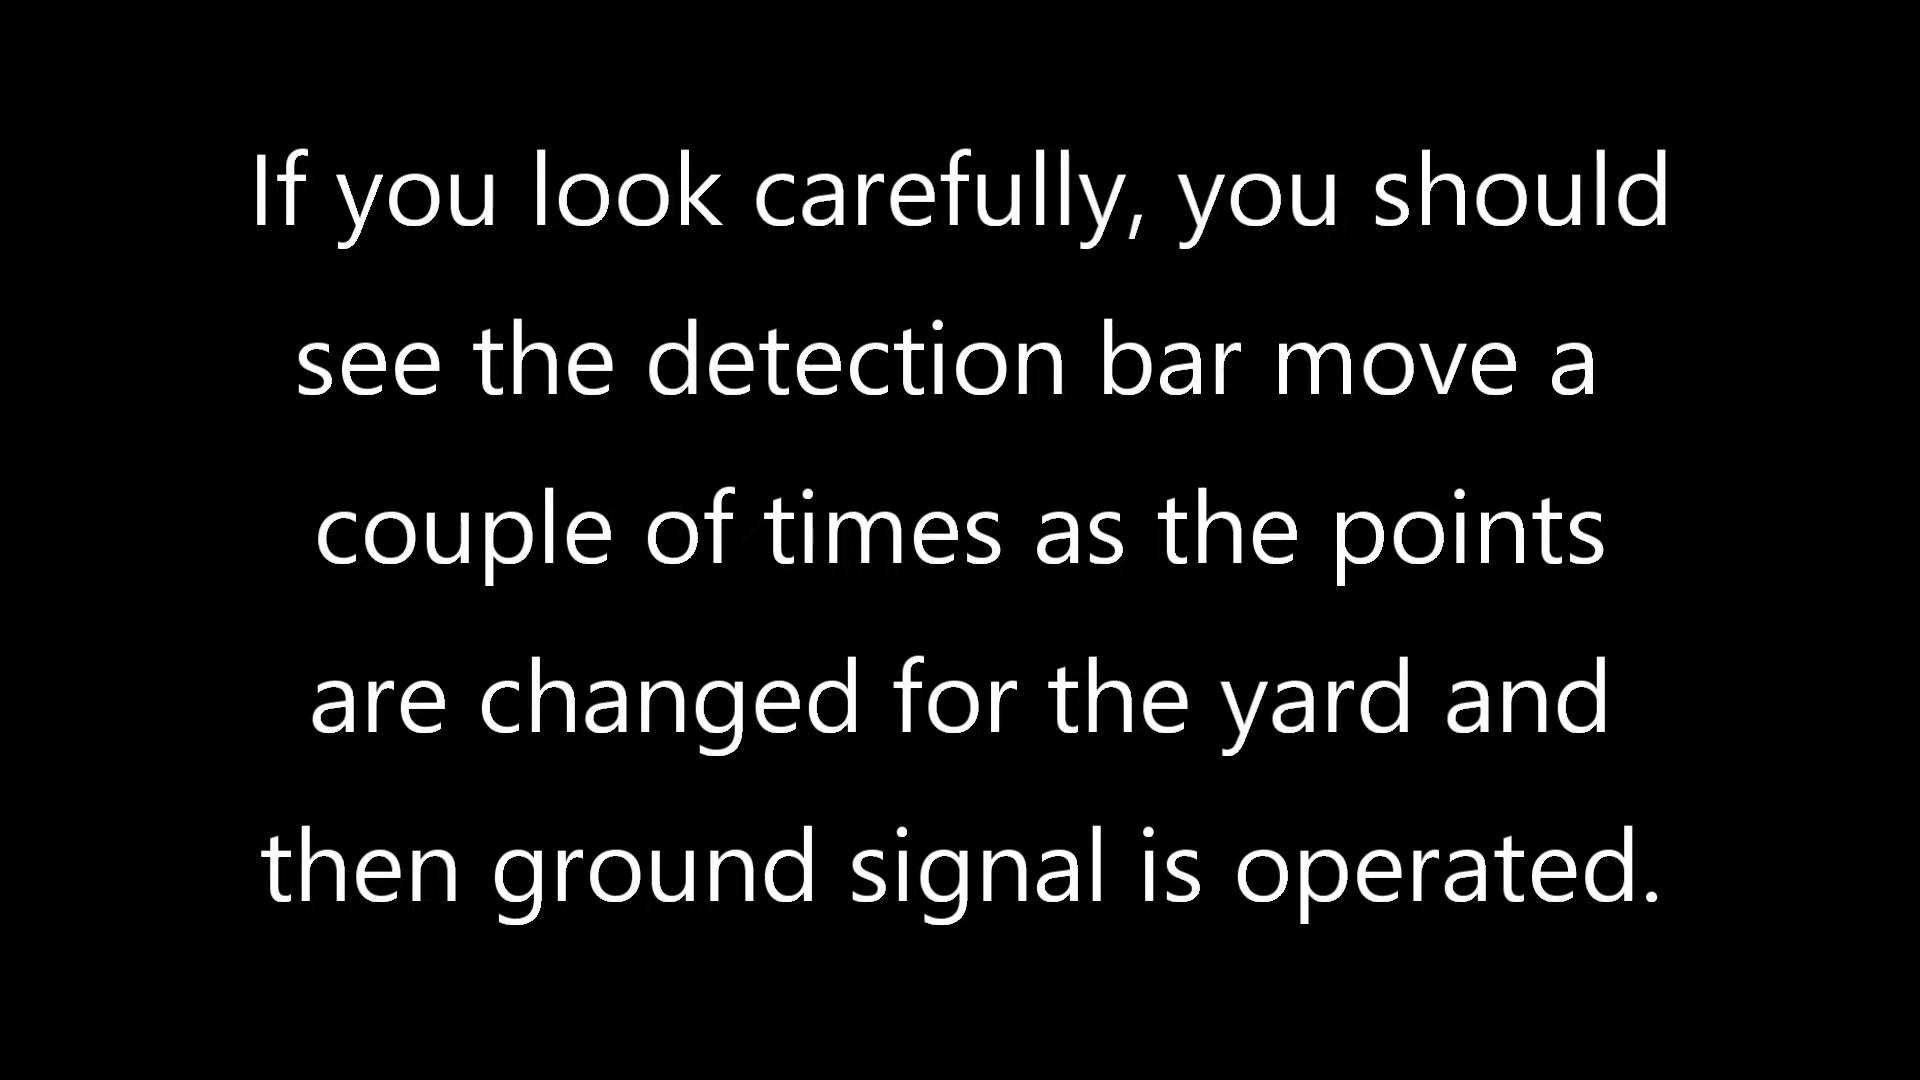 If you look carefully, you should
see the detection bar move a
couple of times as the points
are changed for the yard and
then ground signal is operated.